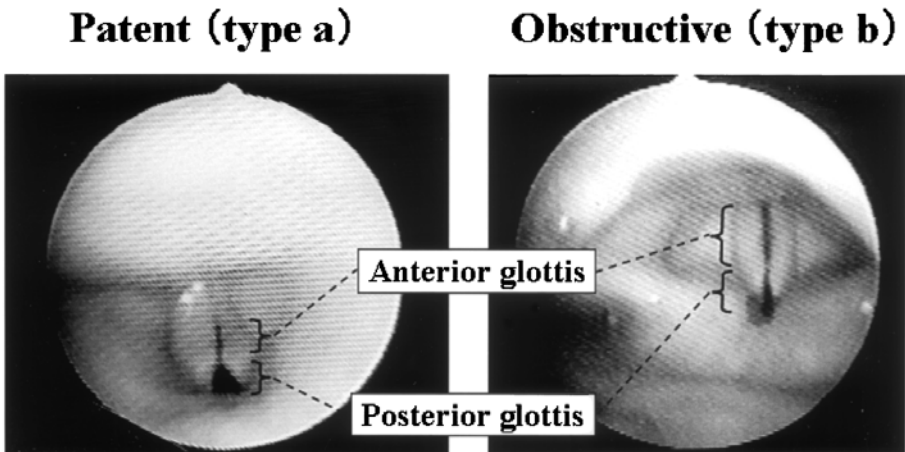 Patent (type a)
Obstructive (type b)
Anterior glottis
Posterior glottis